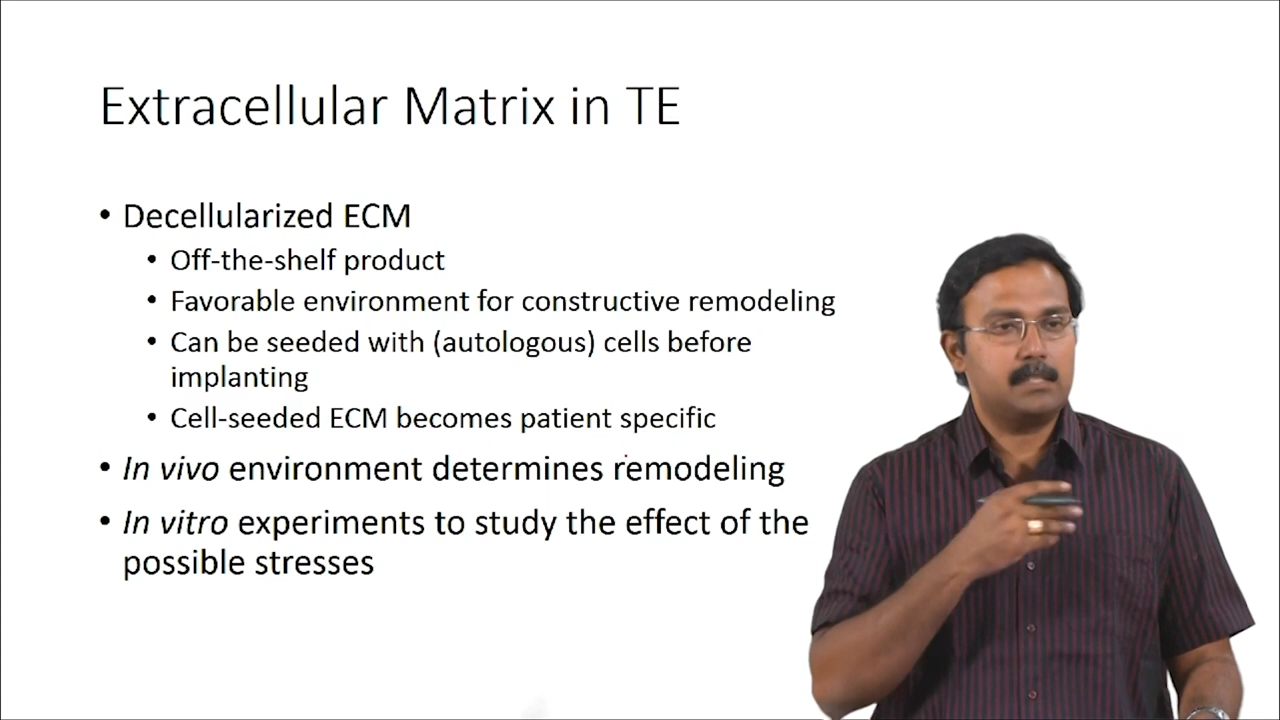 Extracellular Matrix in TE
• Decellularized ECM
• Off-the-shelf product
• Favorable environment for constructive remodeling
• Can be seeded with (autologous) cells before
implanting
• Cell-seeded ECM becomes patient specific
• In vivo environment determines remodeling
• In vitro experiments to study the effect of the
possible stresses